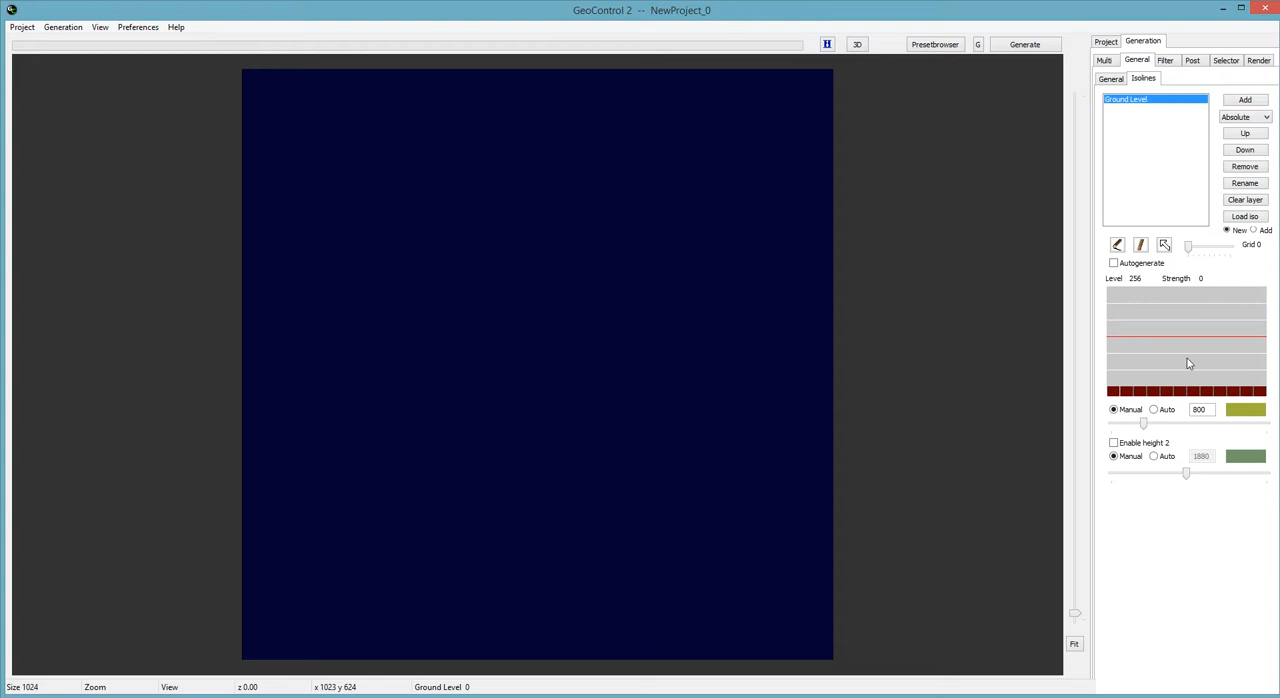 GeoControl 2 -- NewProject_0
Project Generation View Preferences Help
H 3D Presetbrowser G Generate
Project Generation
Multi General Filter Post Selector Render
General Isolines
Ground Level
Add
Absolute
Up
Down
Remove
Rename
Clear layer
Load iso
New Add
Grid 0
Autogenerate
Level 256 Strength 0
Manual Auto 800
Enable height 2
Manual Auto 1880
Fit
Size 1024 Zoom View z 0.00 x 1023 y 624 Ground Level 0